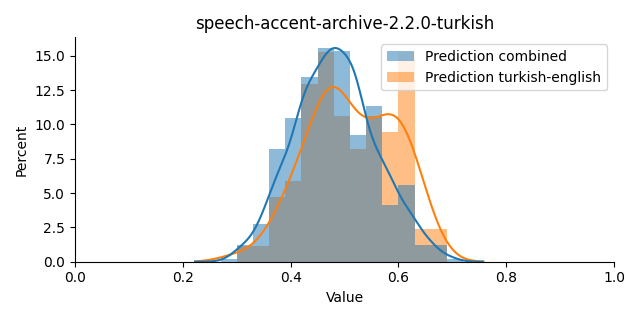 speech-accent-archive-2.2.0-turkish
Prediction combined
Prediction turkish-english
Percent
15.0
12.5
10.0
7.5
5.0
2.5
0.0
0.0
0.2
0.4
0.6
0.8
1.0
Value